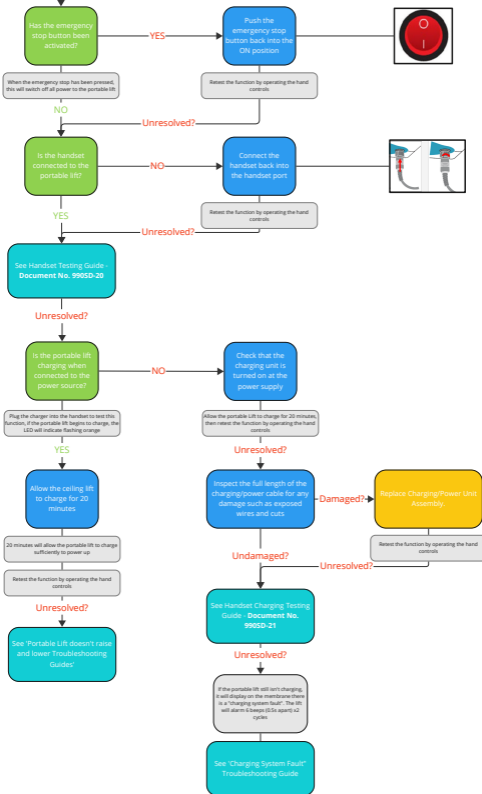 Has the emergency
stop button been
activated?
YES
Push the
emergency stop
button back into the
ON position
When the emergency stop has been pressed,
this will switch off all power to the portable lift
Retest the function by operating the hand
controls
NO
Unresolved?
Is the handset
connected to the
portable lift?
NO
Connect the
handset back into
the handset port
YES
Retest the function by operating the hand
controls
Unresolved?
See Handset Testing Guide -
Document No. 9905D-20
Unresolved?
Is the portable lift
charging when
connected to the
power source?
NO
Check that the
charging unit is
turned on at the
power supply
Plug the charger into the handset to test this
function, if the portable lift begins to charge, the
LED will indicate flashing orange
Allow the portable Lift to charge for 20 minutes,
then retest the function by operating the hand
controls
YES
Unresolved?
Allow the ceiling lift
to charge for 20
minutes
Inspect the full length of the
charging/power cable for any
damage such as exposed
wires and cuts
Damaged?
Replace Charging/Power Unit
Assembly.
20 minutes will allow the portable lift to charge
sufficiently to power up
Retest the function by operating the hand
controls
Undamaged?
Unresolved?
Retest the function by operating the hand
controls
Unresolved?
See Handset Charging Testing
Guide - Document No.
9905D-21
See 'Portable Lift doesn't raise
and lower Troubleshooting
Guides'
Unresolved?
If the portable lift still isn't charging,
it will display on the membrane there
is a "charging system fault". The lift
will alarm 6 beeps (0.5s apart) x2
cycles
See 'Charging System Fault"
Troubleshooting Guide